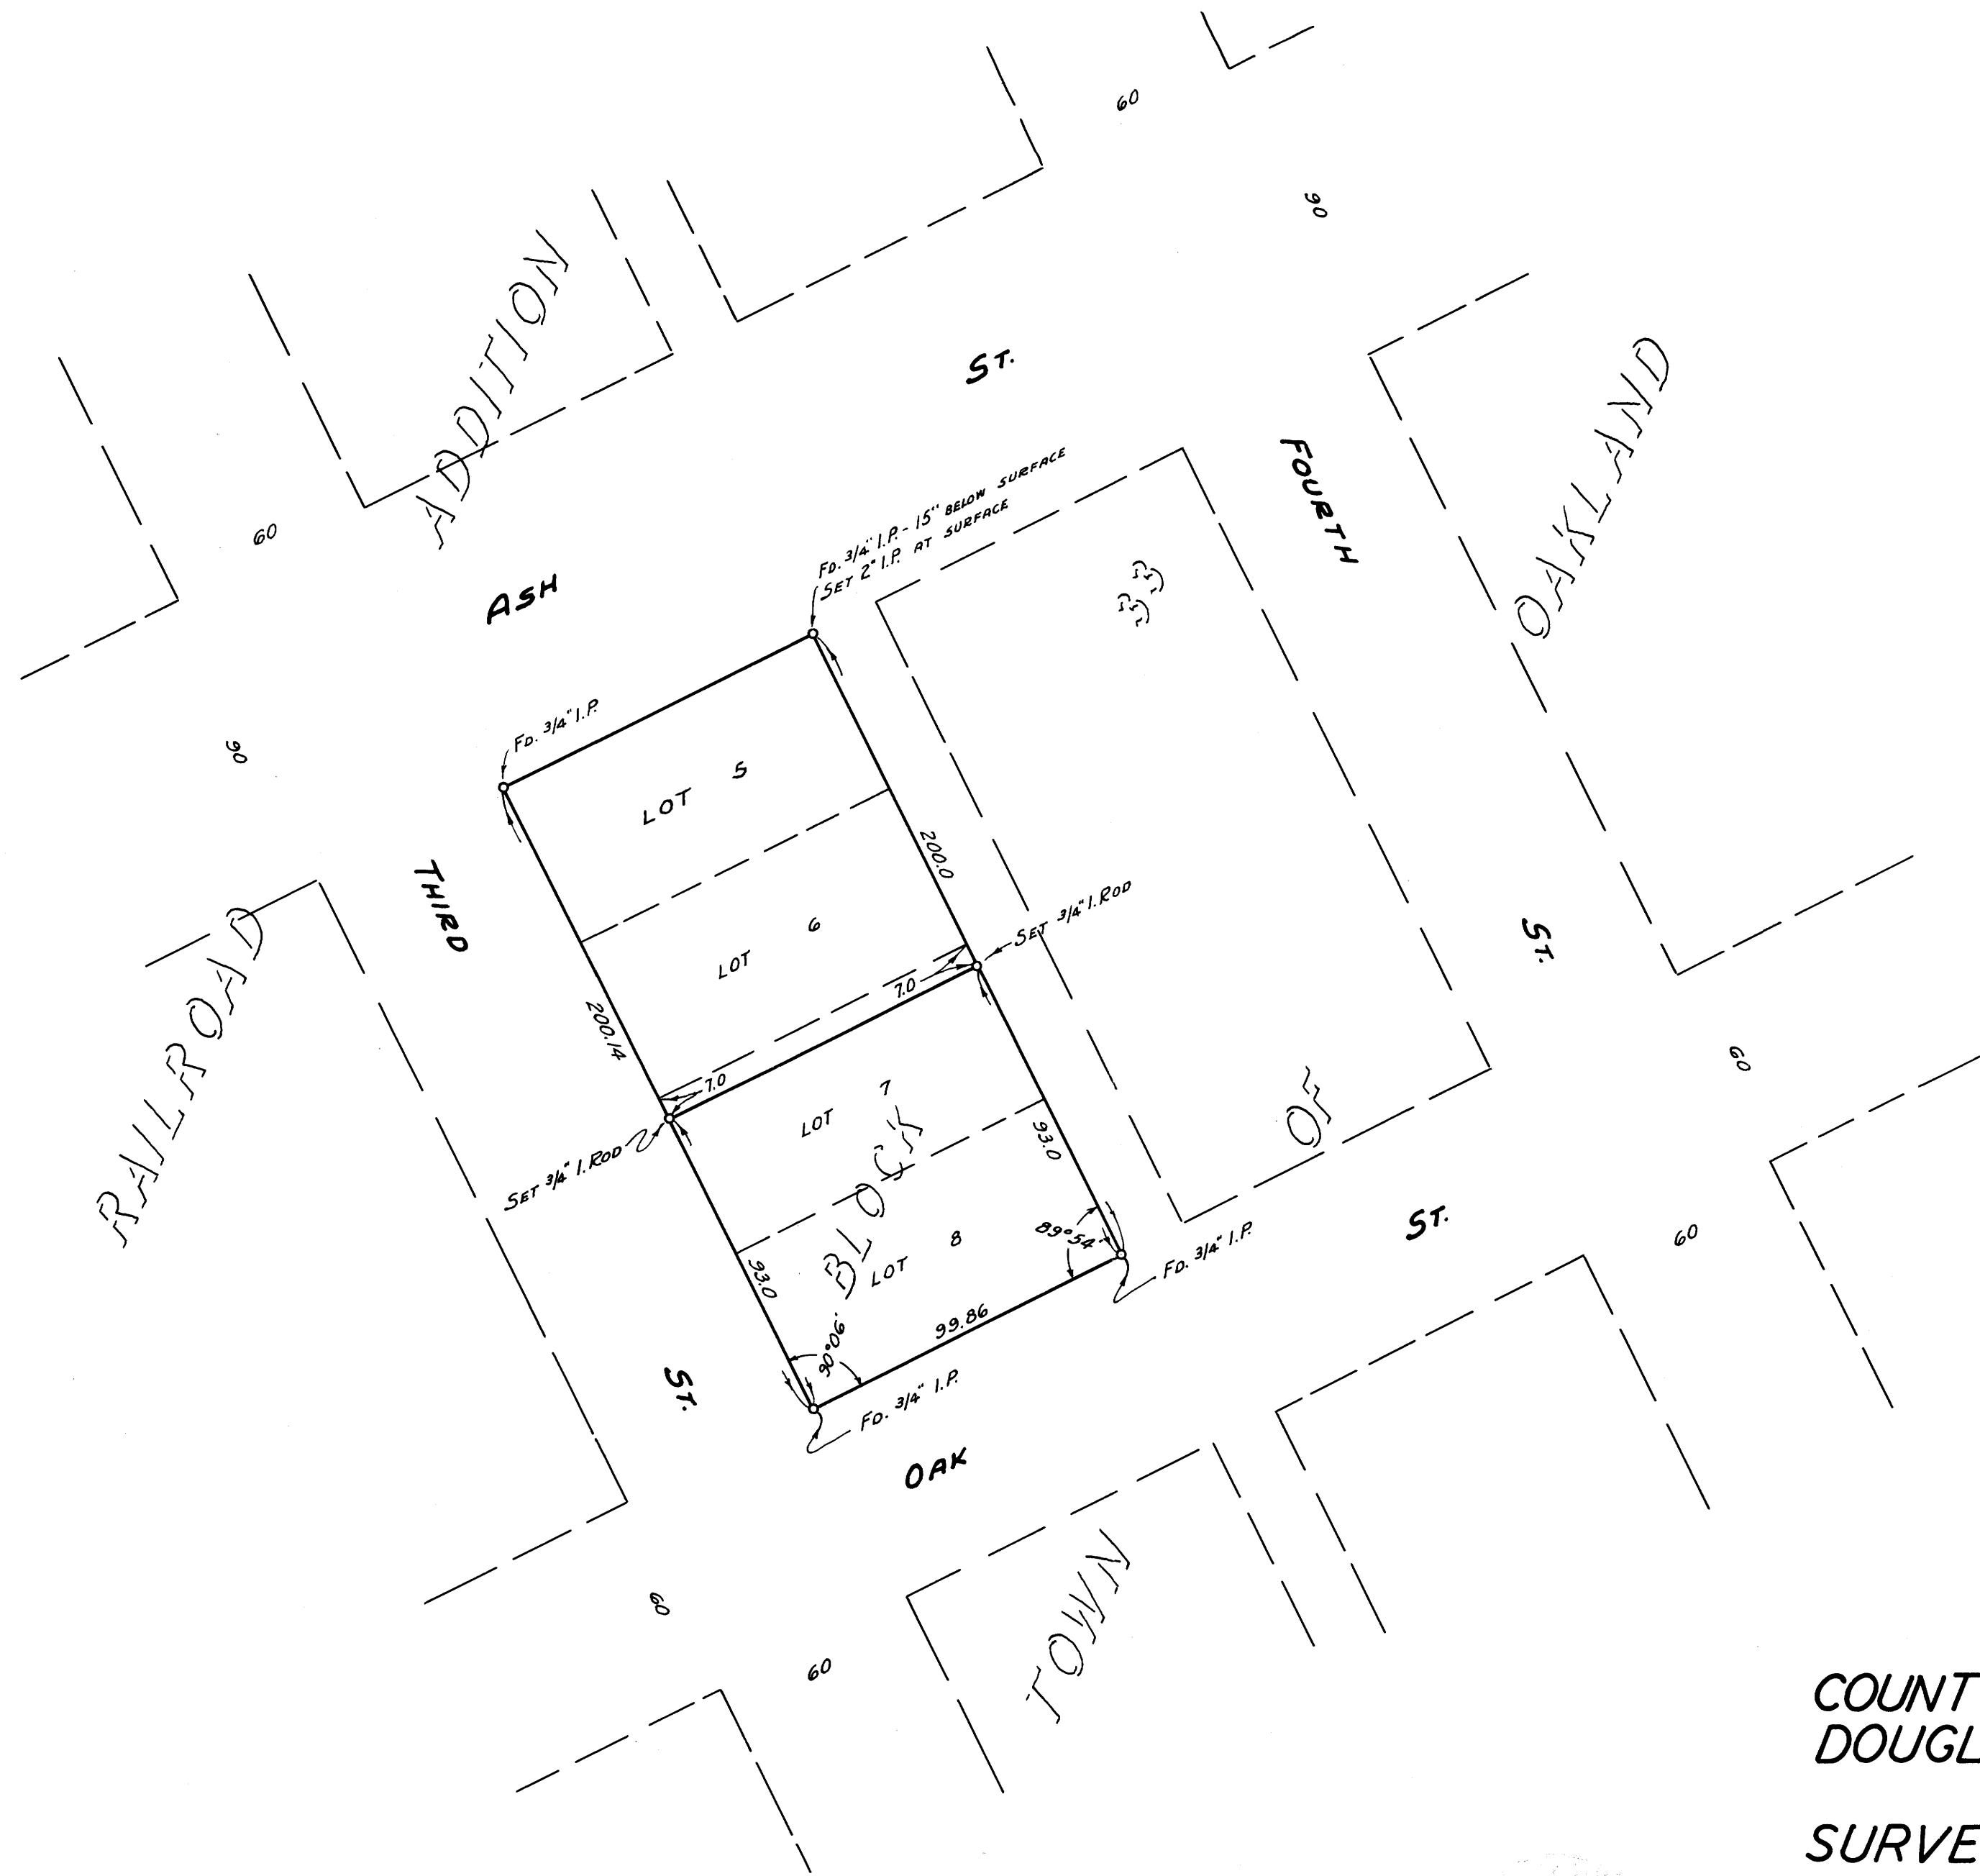 60
90
ADDITION
ST.
FOURTH
OAKLAND
FD. 3/4" I.P. - 15" BELOW SURFACE
SET 2" I.P. AT SURFACE
60
ASH
"33"
90
FD. 3/4" I.P.
LOT 5
200.0
THIRD
RAILROAD
LOT 6
SET 3/4" I. ROD
7.0
ST.
200.14
7.0
60
LOT 7
SET 3/4" I. ROD
93.0
OF
BLOCK
89°54'
ST.
60
LOT 8
FD. 3/4" I.P.
93.0
90°06'
99.86
ST.
FD. 3/4" I.P.
OAK
TOWN
60
60
COUNT
DOUGL
SURVE